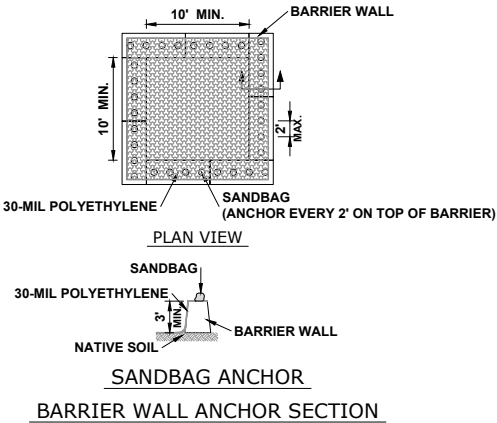 10' MIN.
BARRIER WALL
10' MIN.
2'
MAX.
30-MIL POLYETHYLENE
SANDBAG
(ANCHOR EVERY 2' ON TOP OF BARRIER)
PLAN VIEW
SANDBAG
30-MIL POLYETHYLENE
3'
MIN.
BARRIER WALL
NATIVE SOIL
SANDBAG ANCHOR
BARRIER WALL ANCHOR SECTION